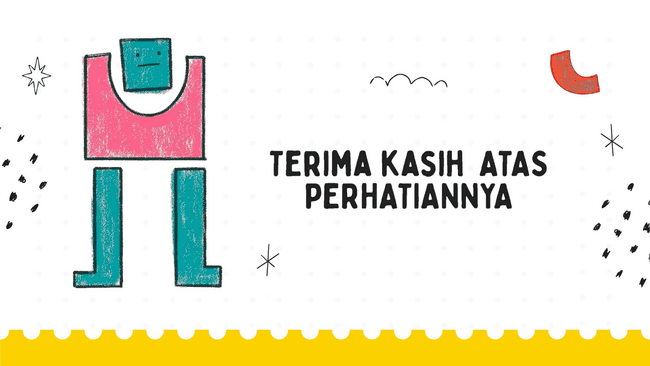 TERIMA KASIH ATAS
PERHATIANNYA